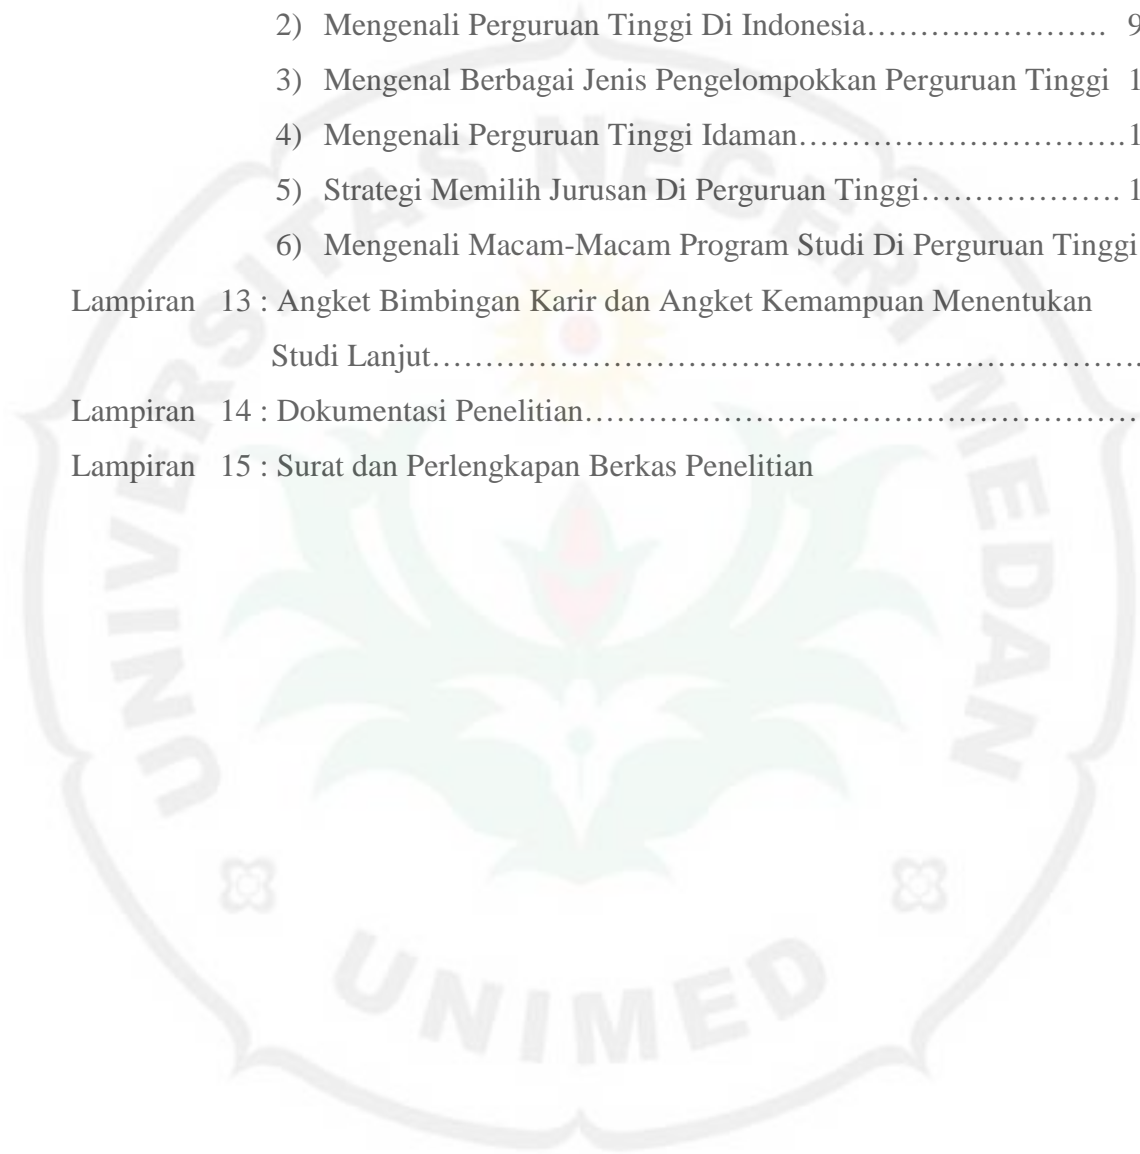 2) Mengenali Perguruan Tinggi Di Indonesia……….…………. 9
3) Mengenal Berbagai Jenis Pengelompokkan Perguruan Tinggi 1
4) Mengenali Perguruan Tinggi Idaman………………………….1
5) Strategi Memilih Jurusan Di Perguruan Tinggi………………. 1
6) Mengenali Macam-Macam Program Studi Di Perguruan Tinggi
Lampiran 13 : Angket Bimbingan Karir dan Angket Kemampuan Menentukan
Studi Lanjut…………………………………………………………….
Lampiran 14 : Dokumentasi Penelitian………………………………………………
Lampiran 15 : Surat dan Perlengkapan Berkas Penelitian
UNIVERSITAS NEGERI MEDAN
UNIMED